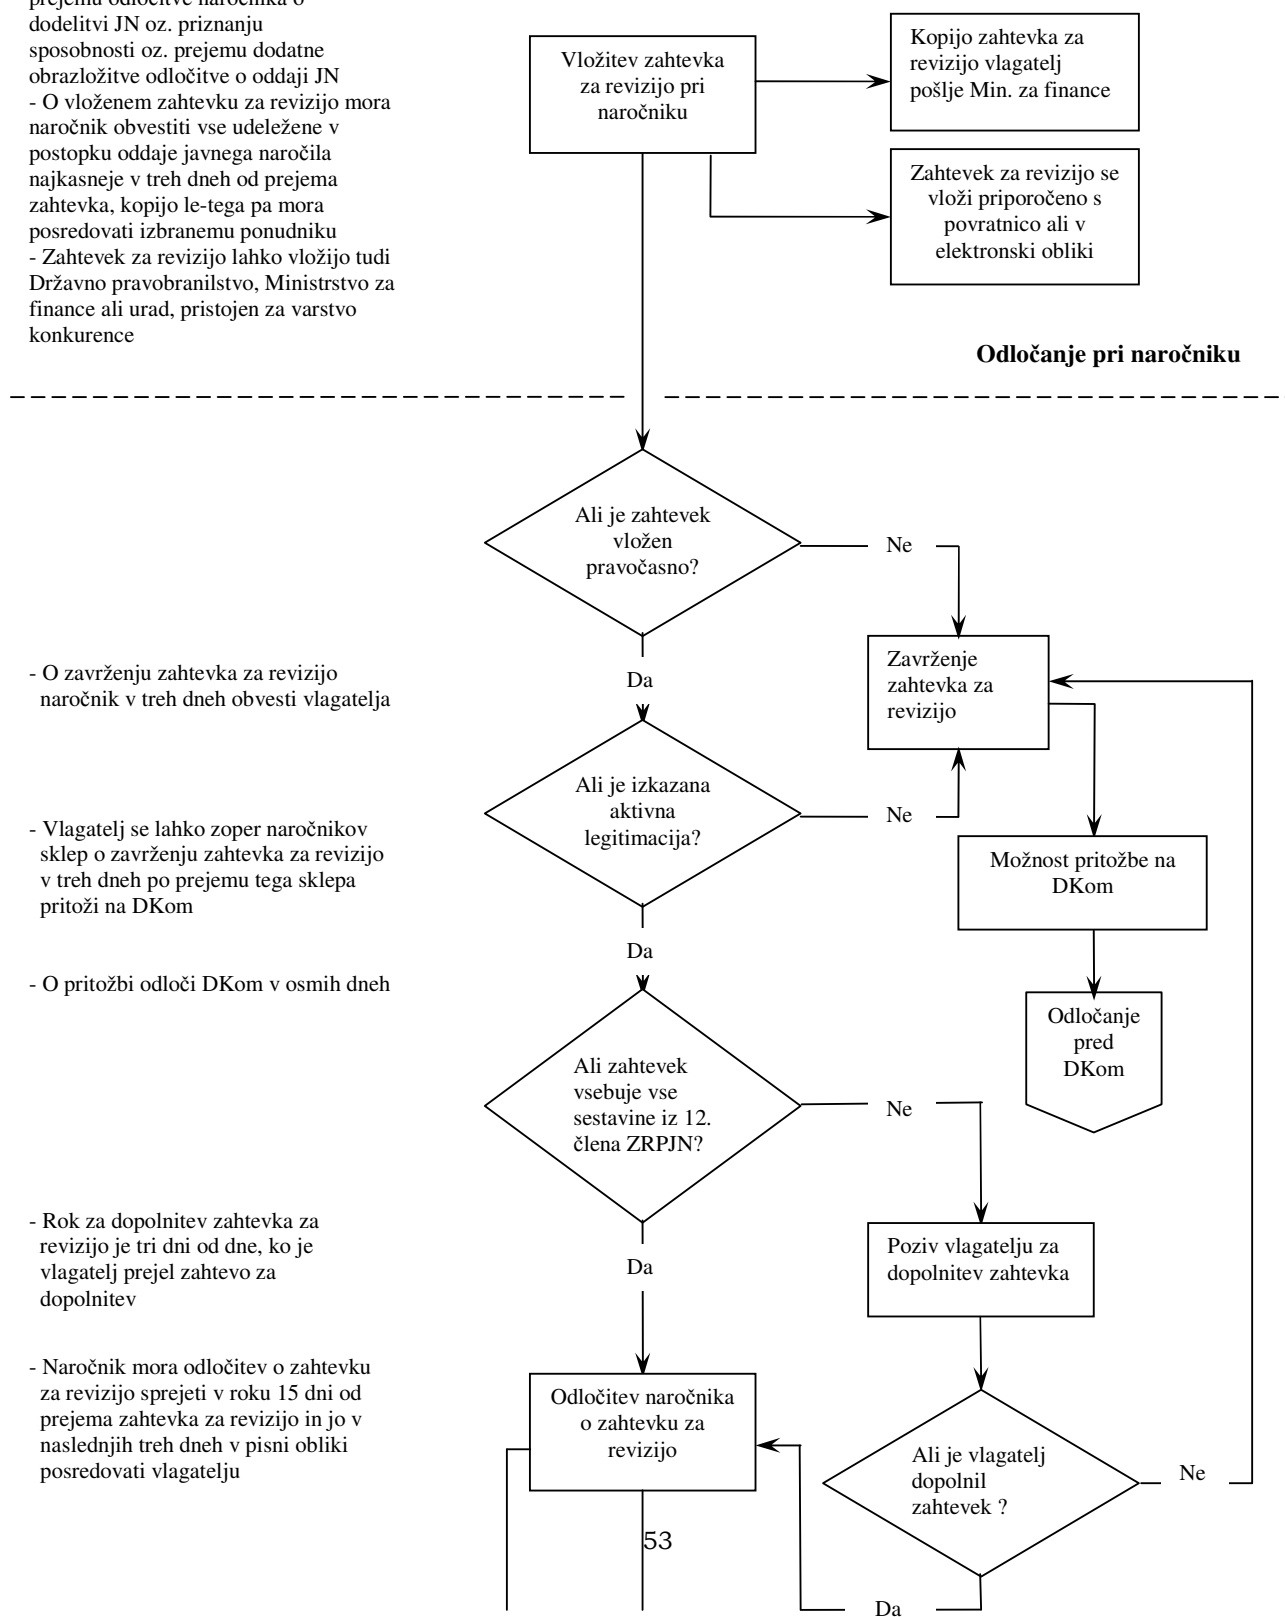 prejemu odločitve naročnika o
dodelitvi JN oz. priznanju
sposobnosti oz. prejemu dodatne
obrazložitve odločitve o oddaji JN
- O vloženem zahtevku za revizijo mora
naročnik obvestiti vse udeležene v
postopku oddaje javnega naročila
najkasneje v treh dneh od prejema
zahtevka, kopijo le-tega pa mora
posredovati izbranemu ponudniku
- Zahtevek za revizijo lahko vložijo tudi
Državno pravobranilstvo, Ministrstvo za
finance ali urad, pristojen za varstvo
konkurence
Vložitev zahtevka
za revizijo pri
naročniku
Kopijo zahtevka za
revizijo vlagatelj
pošlje Min. za finance
Zahtevek za revizijo se
vloži priporočeno s
povratnico ali v
elektronski obliki
Odločanje pri naročniku
Ali je zahtevek
vložen
pravočasno?
Ne
Da
- O zavrženju zahtevka za revizijo
naročnik v treh dneh obvesti vlagatelja
Zavrženje
zahtevka za
revizijo
Ali je izkazana
aktivna
legitimacija?
Ne
Da
- Vlagatelj se lahko zoper naročnikov
sklep o zavrženju zahtevka za revizijo
v treh dneh po prejemu tega sklepa
pritoži na DKom
Možnost pritožbe na
DKom
- O pritožbi odloči DKom v osmih dneh
Odločanje
pred
DKom
Ali zahtevek
vsebuje vse
sestavine iz 12.
člena ZRPJN?
Ne
Da
- Rok za dopolnitev zahtevka za
revizijo je tri dni od dne, ko je
vlagatelj prejel zahtevo za
dopolnitev
Poziv vlagatelju za
dopolnitev zahtevka
- Naročnik mora odločitev o zahtevku
za revizijo sprejeti v roku 15 dni od
prejema zahtevka za revizijo in jo v
naslednjih treh dneh v pisni obliki
posredovati vlagatelju
Odločitev naročnika
o zahtevku za
revizijo
Ali je vlagatelj
dopolnil
zahtevek ?
Ne
Da
53